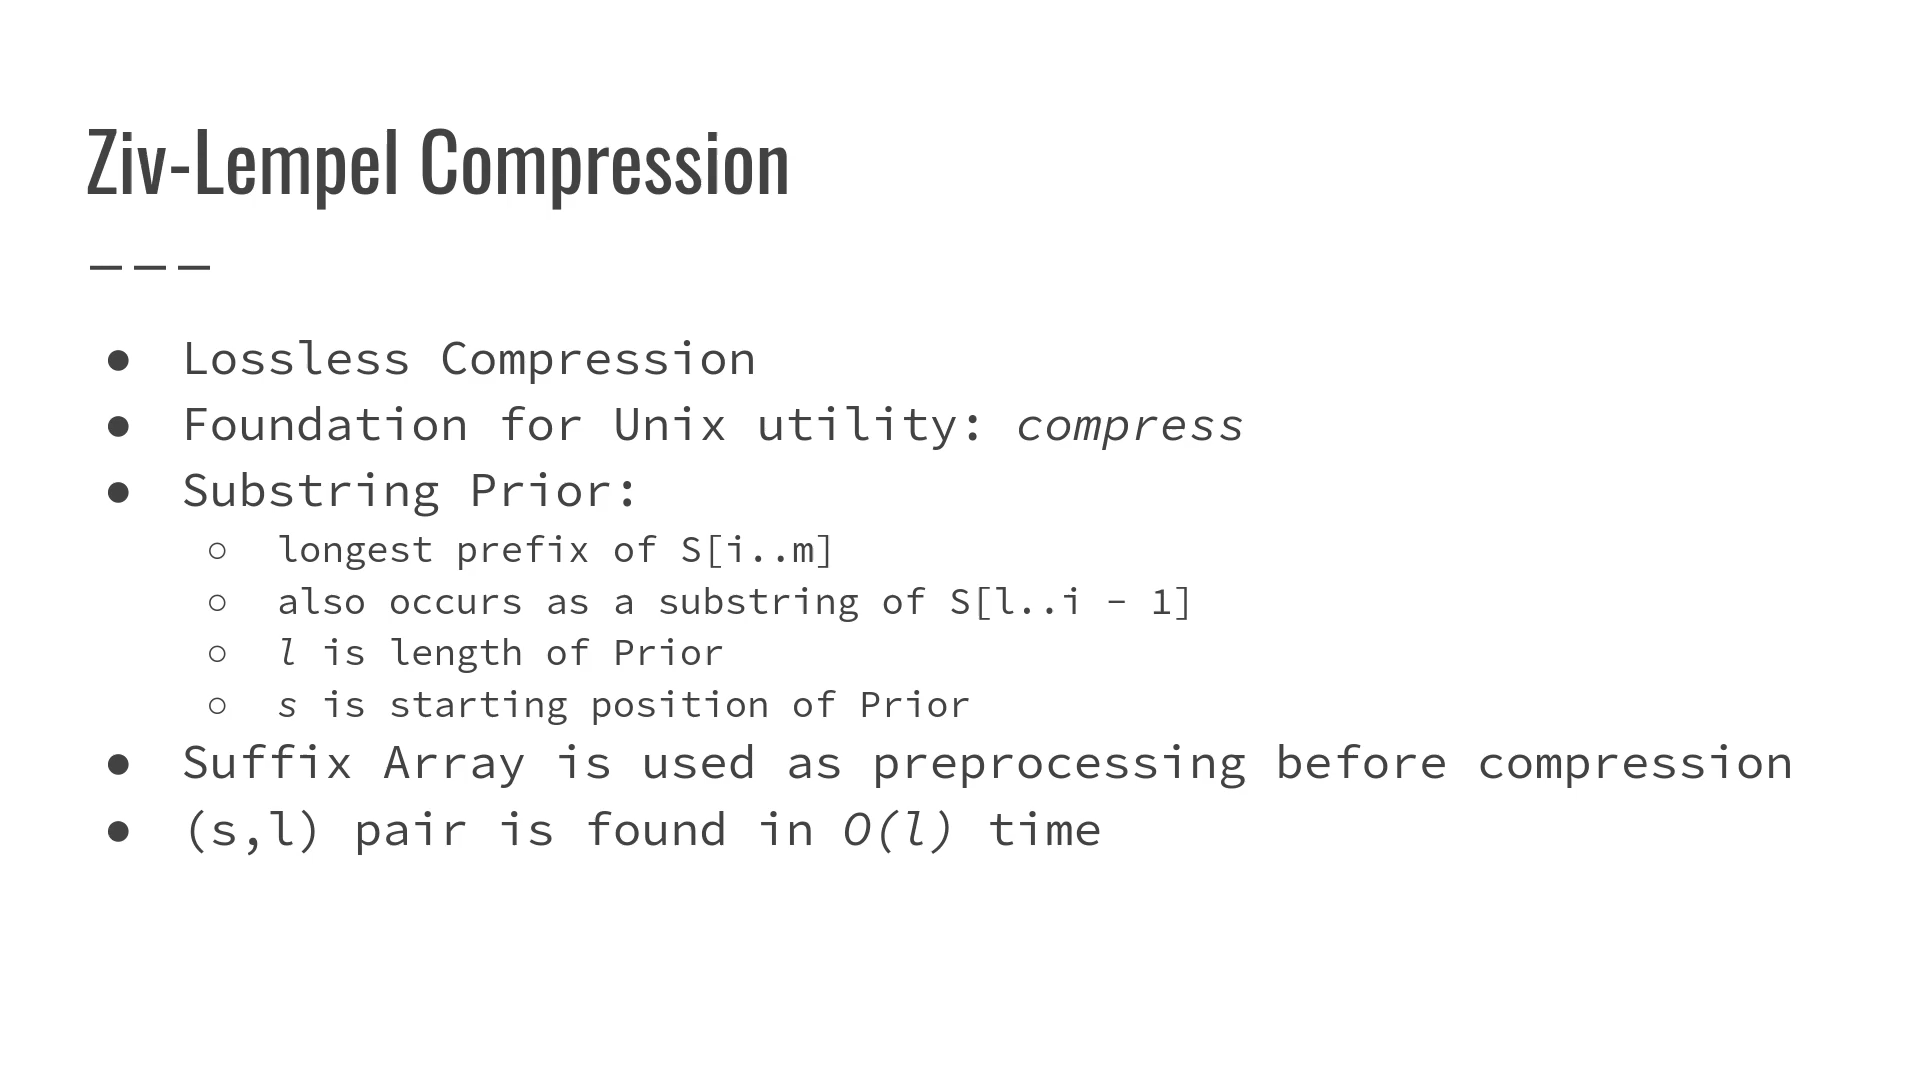 Ziv-Lempel Compression
● Lossless Compression
● Foundation for Unix utility: compress
● Substring Prior:
○ longest prefix of S[i..m]
○ also occurs as a substring of S[l..i - 1]
○ l is length of Prior
○ s is starting position of Prior
● Suffix Array is used as preprocessing before compression
● (s,l) pair is found in O(l) time